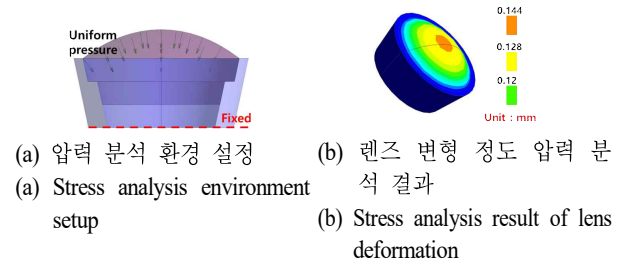 Uniform
pressure
Fixed
0.144
0.128
0.12
Unit : mm
(a) 압력 분석 환경 설정
(a) Stress analysis environment
setup
(b) 렌즈 변형 정도 압력 분
석 결과
(b) Stress analysis result of lens
deformation